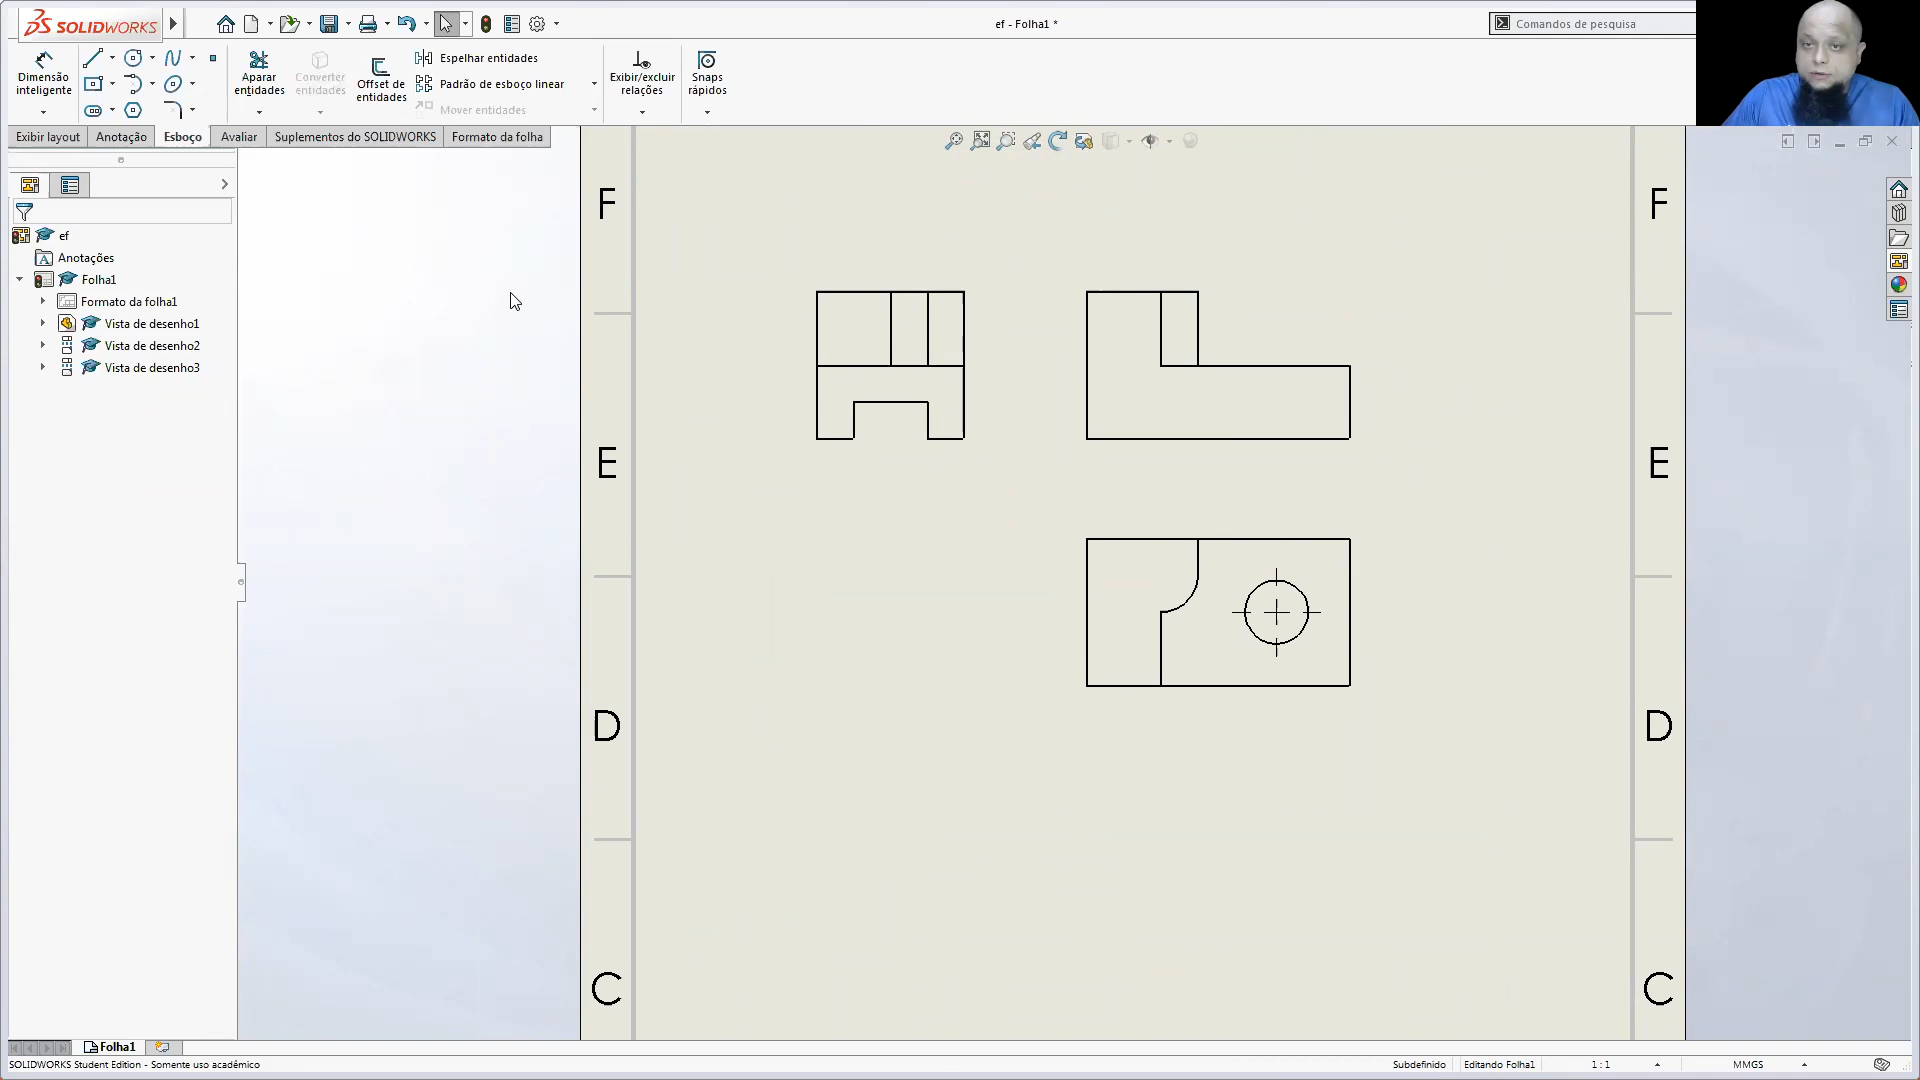 SOLIDWORKS
ef - Folha1 *
Comandos de pesquisa
Dimensão inteligente
Aparar entidades
Converter entidades
Offset de entidades
Espelhar entidades
Padrão de esboço linear
Mover entidades
Exibir/excluir relações
Snaps rápidos
Exibir layout
Anotação
Esboço
Avaliar
Suplementos do SOLIDWORKS
Formato da folha
ef
A Anotações
Folha1
Formato da folha1
Vista de desenho1
Vista de desenho2
Vista de desenho3
F
F
E
E
D
D
C
C
Folha1
SOLIDWORKS Student Edition - Somente uso acadêmico
Subdefinido
Editando Folha1
1 : 1
MMGS